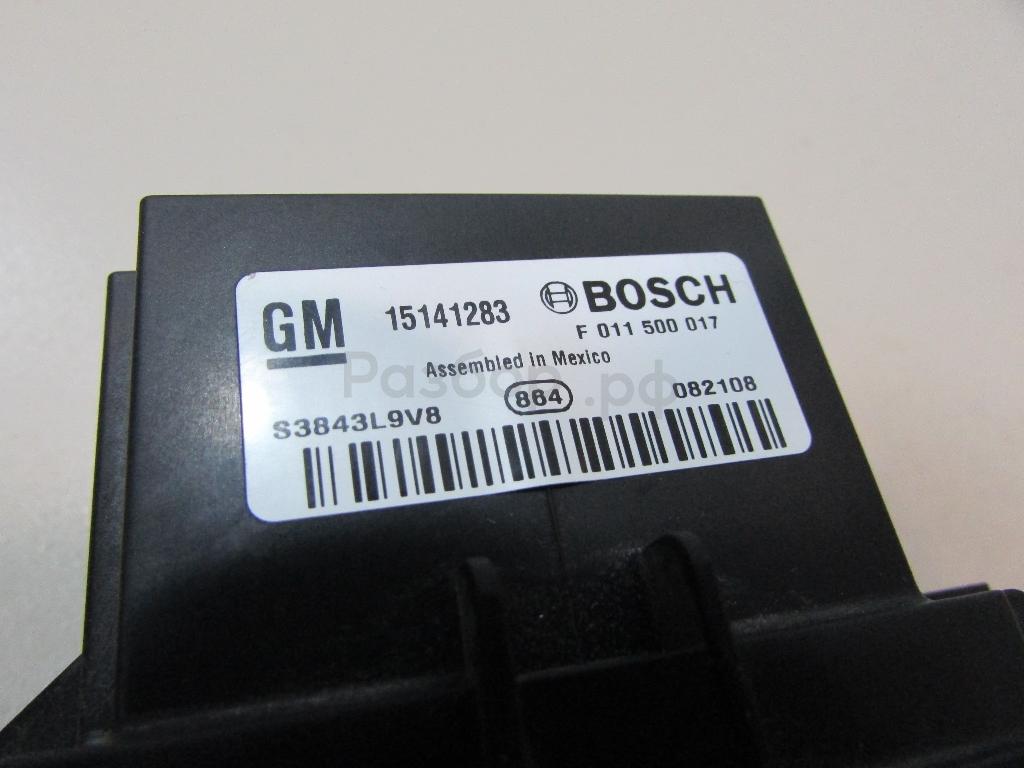 GM 15141283 BOSCH
F 011 500 017
Assembled in Mexico
Разбор.рф
S3843L9V8 864 082108